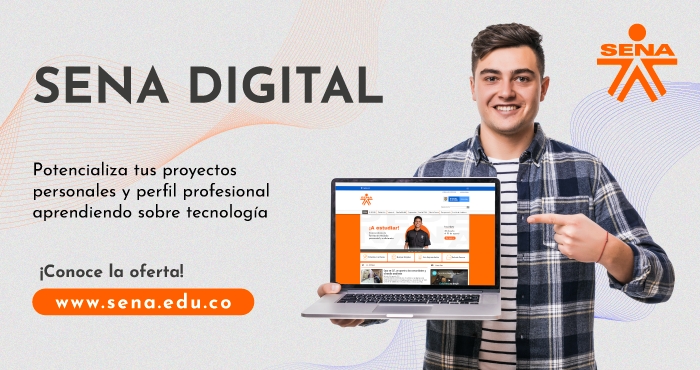 SENA DIGITAL
SENA
Potencializa tus proyectos
personales y perfil profesional
aprendiendo sobre tecnología
¡A estudiar!
¡Conoce la oferta!
www.sena.edu.co